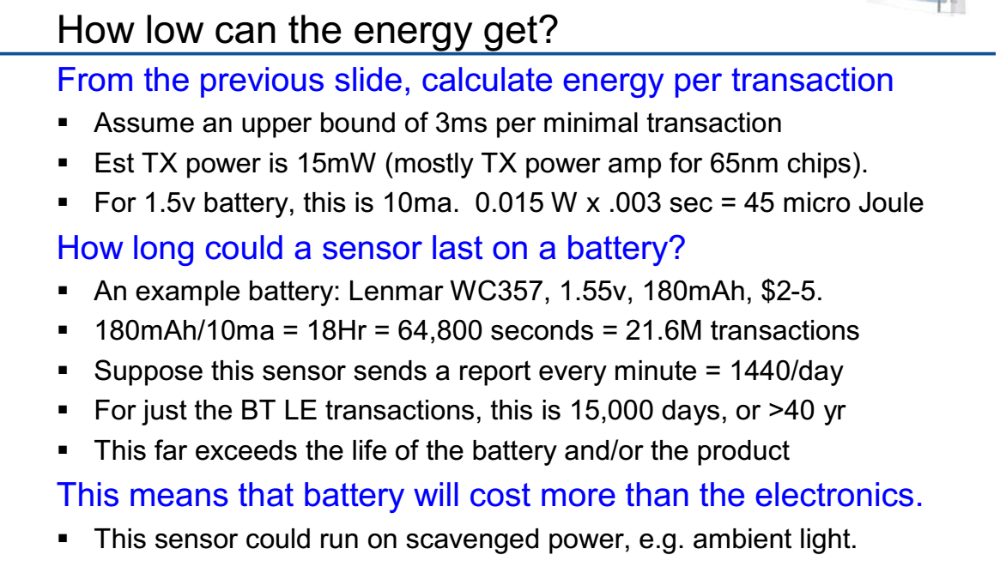 How low can the energy get?
From the previous slide, calculate energy per transaction
▪ Assume an upper bound of 3ms per minimal transaction
▪ Est TX power is 15mW (mostly TX power amp for 65nm chips).
▪ For 1.5v battery, this is 10ma.  0.015 W x .003 sec = 45 micro Joule
How long could a sensor last on a battery?
▪ An example battery: Lenmar WC357, 1.55v, 180mAh, $2-5.
▪ 180mAh/10ma = 18Hr = 64,800 seconds = 21.6M transactions
▪ Suppose this sensor sends a report every minute = 1440/day
▪ For just the BT LE transactions, this is 15,000 days, or >40 yr
▪ This far exceeds the life of the battery and/or the product
This means that battery will cost more than the electronics.
▪ This sensor could run on scavenged power, e.g. ambient light.